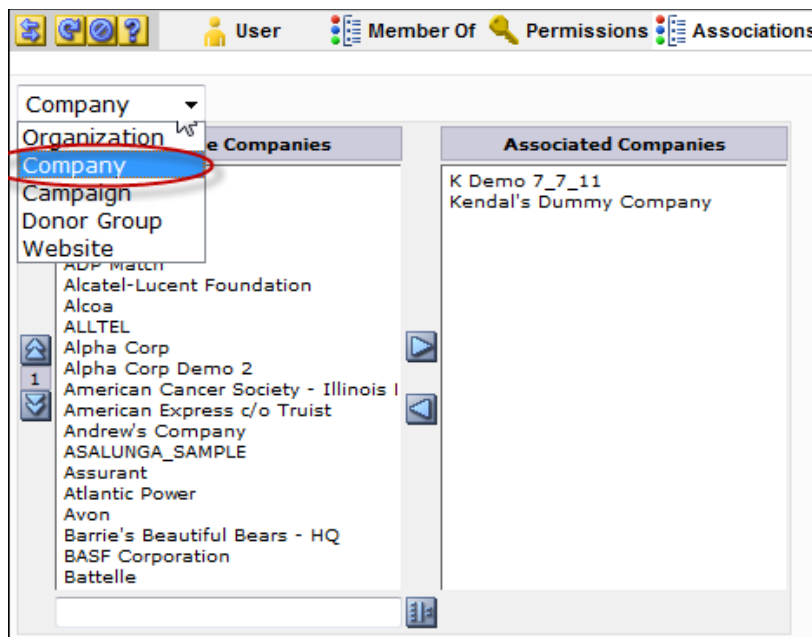 User Member Of Permissions Associations
Company
Organization
Company
Campaign
Donor Group
Website
e Companies
ADP Match
Alcatel-Lucent Foundation
Alcoa
ALLTEL
Alpha Corp
Alpha Corp Demo 2
American Cancer Society - Illinois I
American Express c/o Truist
Andrew's Company
ASALUNGA_SAMPLE
Assurant
Atlantic Power
Avon
Barrie's Beautiful Bears - HQ
BASF Corporation
Battelle
1
Associated Companies
K Demo 7_7_11
Kendal's Dummy Company